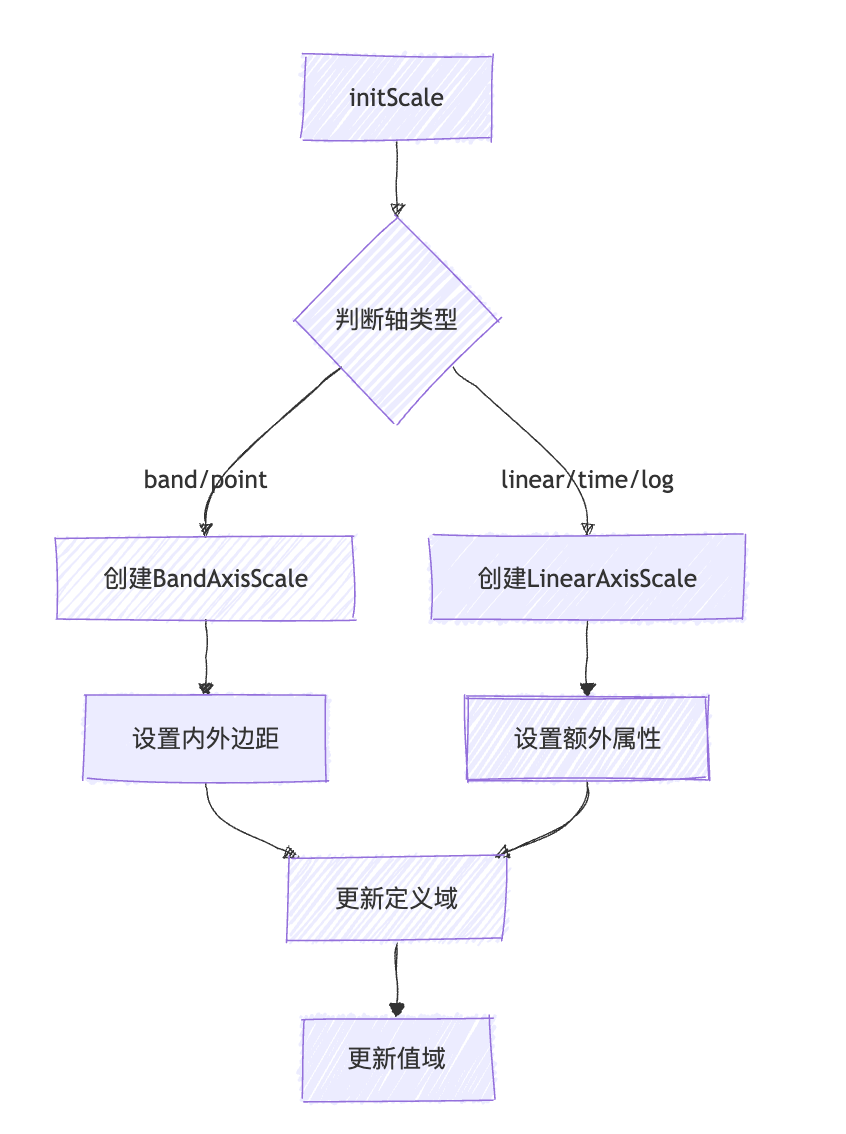 initScale
判断轴类型
band/point
linear/time/log
创建BandAxisScale
创建LinearAxisScale
设置内外边距
设置额外属性
更新定义域
更新值域